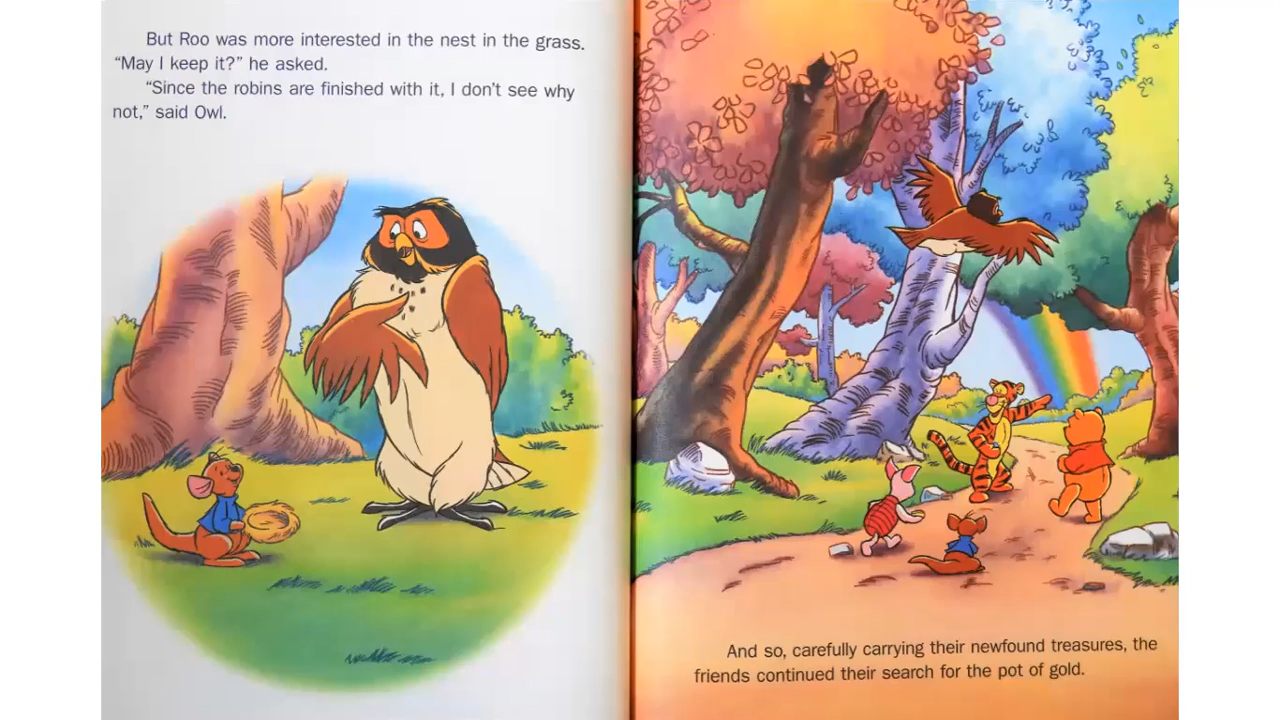 But Roo was more interested in the nest in the grass.
“May I keep it?” he asked.
“Since the robins are finished with it, I don’t see why
not,” said Owl.
And so, carefully carrying their newfound treasures, the
friends continued their search for the pot of gold.